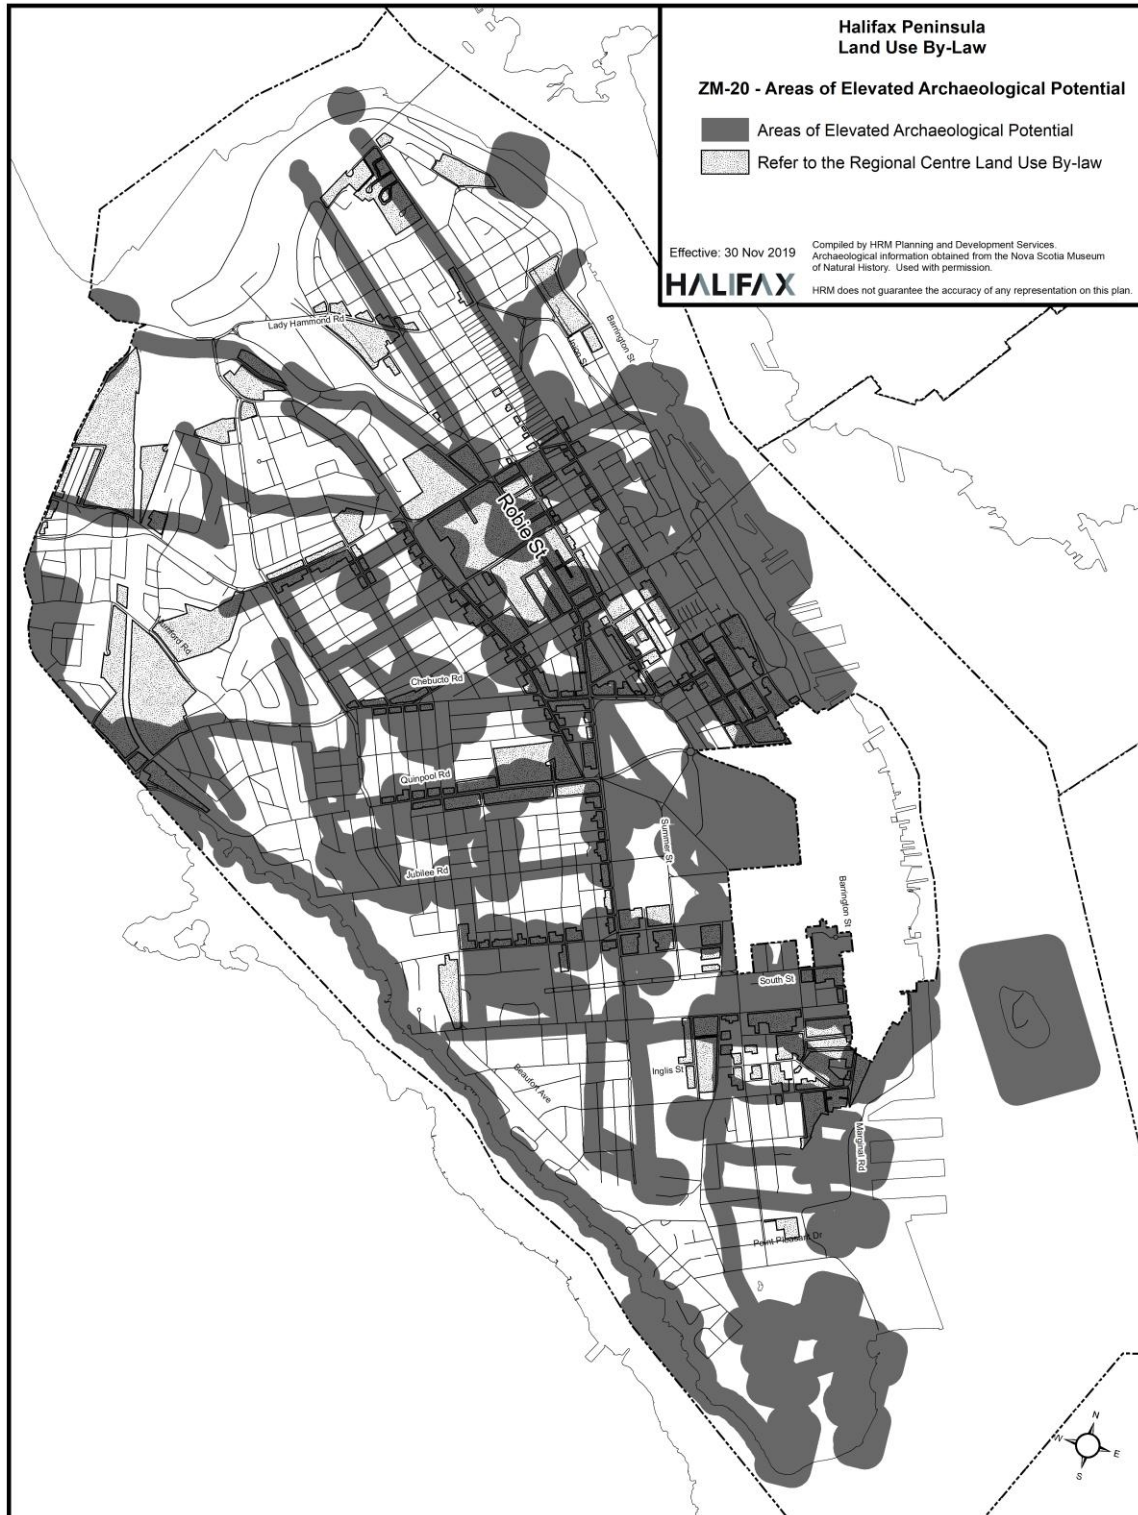 Halifax Peninsula
Land Use By-Law
ZM-20 - Areas of Elevated Archaeological Potential
Areas of Elevated Archaeological Potential
Refer to the Regional Centre Land Use By-law
Effective: 30 Nov 2019
Compiled by HRM Planning and Development Services.
Archaeological information obtained from the Nova Scotia Museum
of Natural History. Used with permission.
HALIFAX
HRM does not guarantee the accuracy of any representation on this plan.
Lady Hammond Rd
Barrington St
Union St
Robie St
Mumford Rd
Chebucto Rd
Quinpool Rd
Summer St
Jubilee Rd
Barrington St
South St
Inglis St
Beaufort Ave
Marginal Rd
Point Pleasant Dr
N
W
E
S